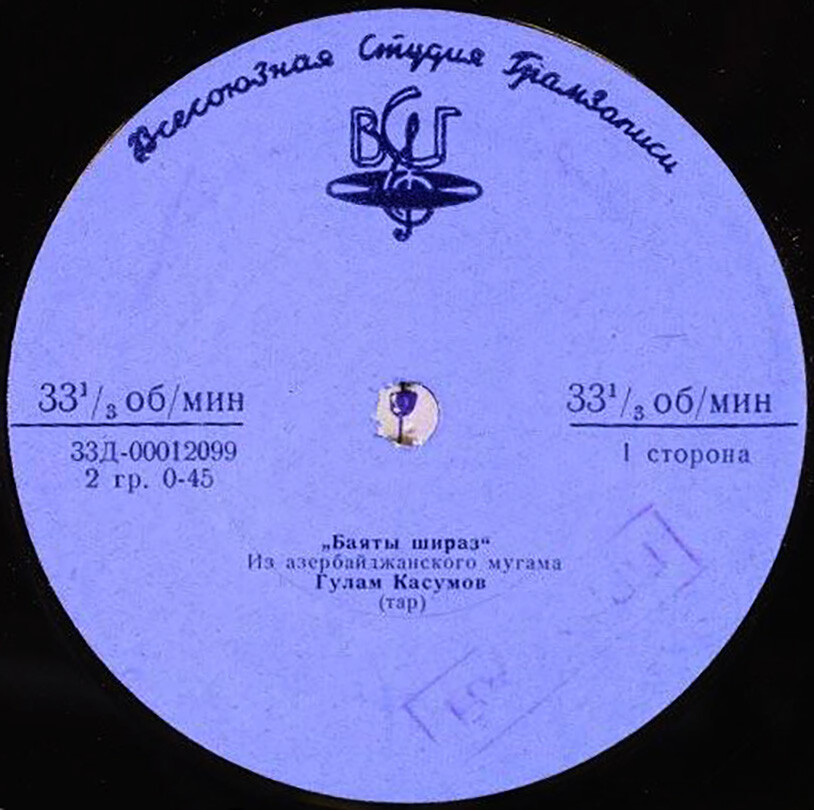 Всесоюзная Студия Грамзаписи
ВСГ
33¹/₃ об/мин
33Д-00012099
2 гр. 0-45
33¹/₃ об/мин
1 сторона
„Баяты шираз“
Из азербайджанского мугама
Гулам Касумов
(тар)